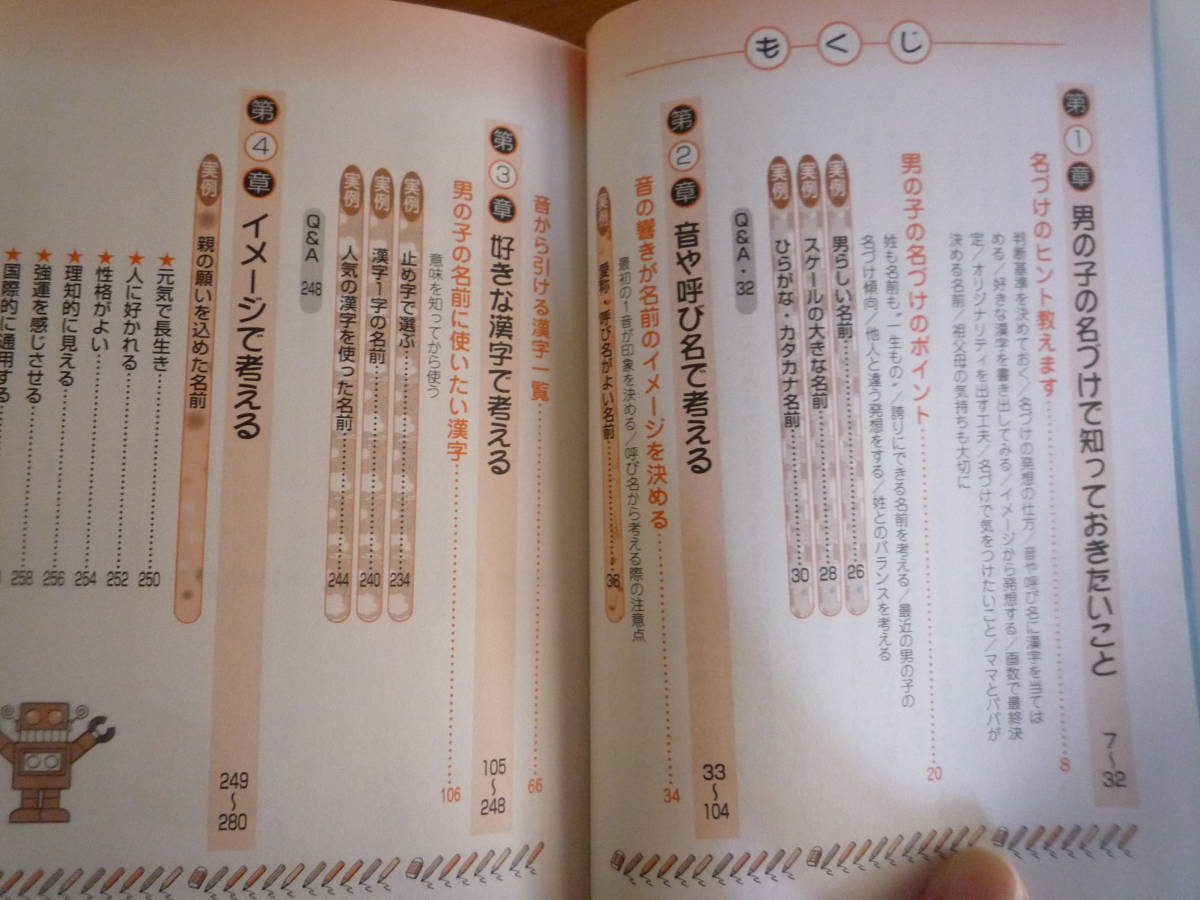 もくじ
第1章 男の子の名づけで知っておきたいこと 7〜32
名づけのヒント教えます……8
判断基準を決めておく／名づけの発想の仕方／音や呼び名に漢字を当ては
める／好きな漢字を書き出してみる／イメージから発想する／画数で最終決
定／オリジナリティを出す工夫／名づけで気をつけたいこと／ママとパパが
決める名前／祖父母の気持ちも大切に
男の子の名づけのポイント……20
姓も名前も“一生もの”／誇りにできる名前を考える／最近の男の子の
名づけ傾向／他人と違う発想をする／姓とのバランスを考える
実例 男らしい名前……26
実例 スケールの大きな名前……28
実例 ひらがな・カタカナ名前……30
Q&A・32
第2章 音や呼び名で考える 33〜104
音の響きが名前のイメージを決める……34
最初の1音が印象を決める／呼び名から考える際の注意点
実例 愛称・呼び名がよい名前……36
音から引ける漢字一覧……66
第3章 好きな漢字で考える 105〜248
男の子の名前に使いたい漢字……106
意味を知ってから使う
実例 止め字で選ぶ……234
実例 漢字1字の名前……240
実例 人気の漢字を使った名前……244
Q&A 248
第4章 イメージで考える 249〜280
実例 親の願いを込めた名前
★元気で長生き……250
★人に好かれる……252
★性格がよい……254
★理知的に見える……256
★強運を感じさせる……258
★国際的に通用する